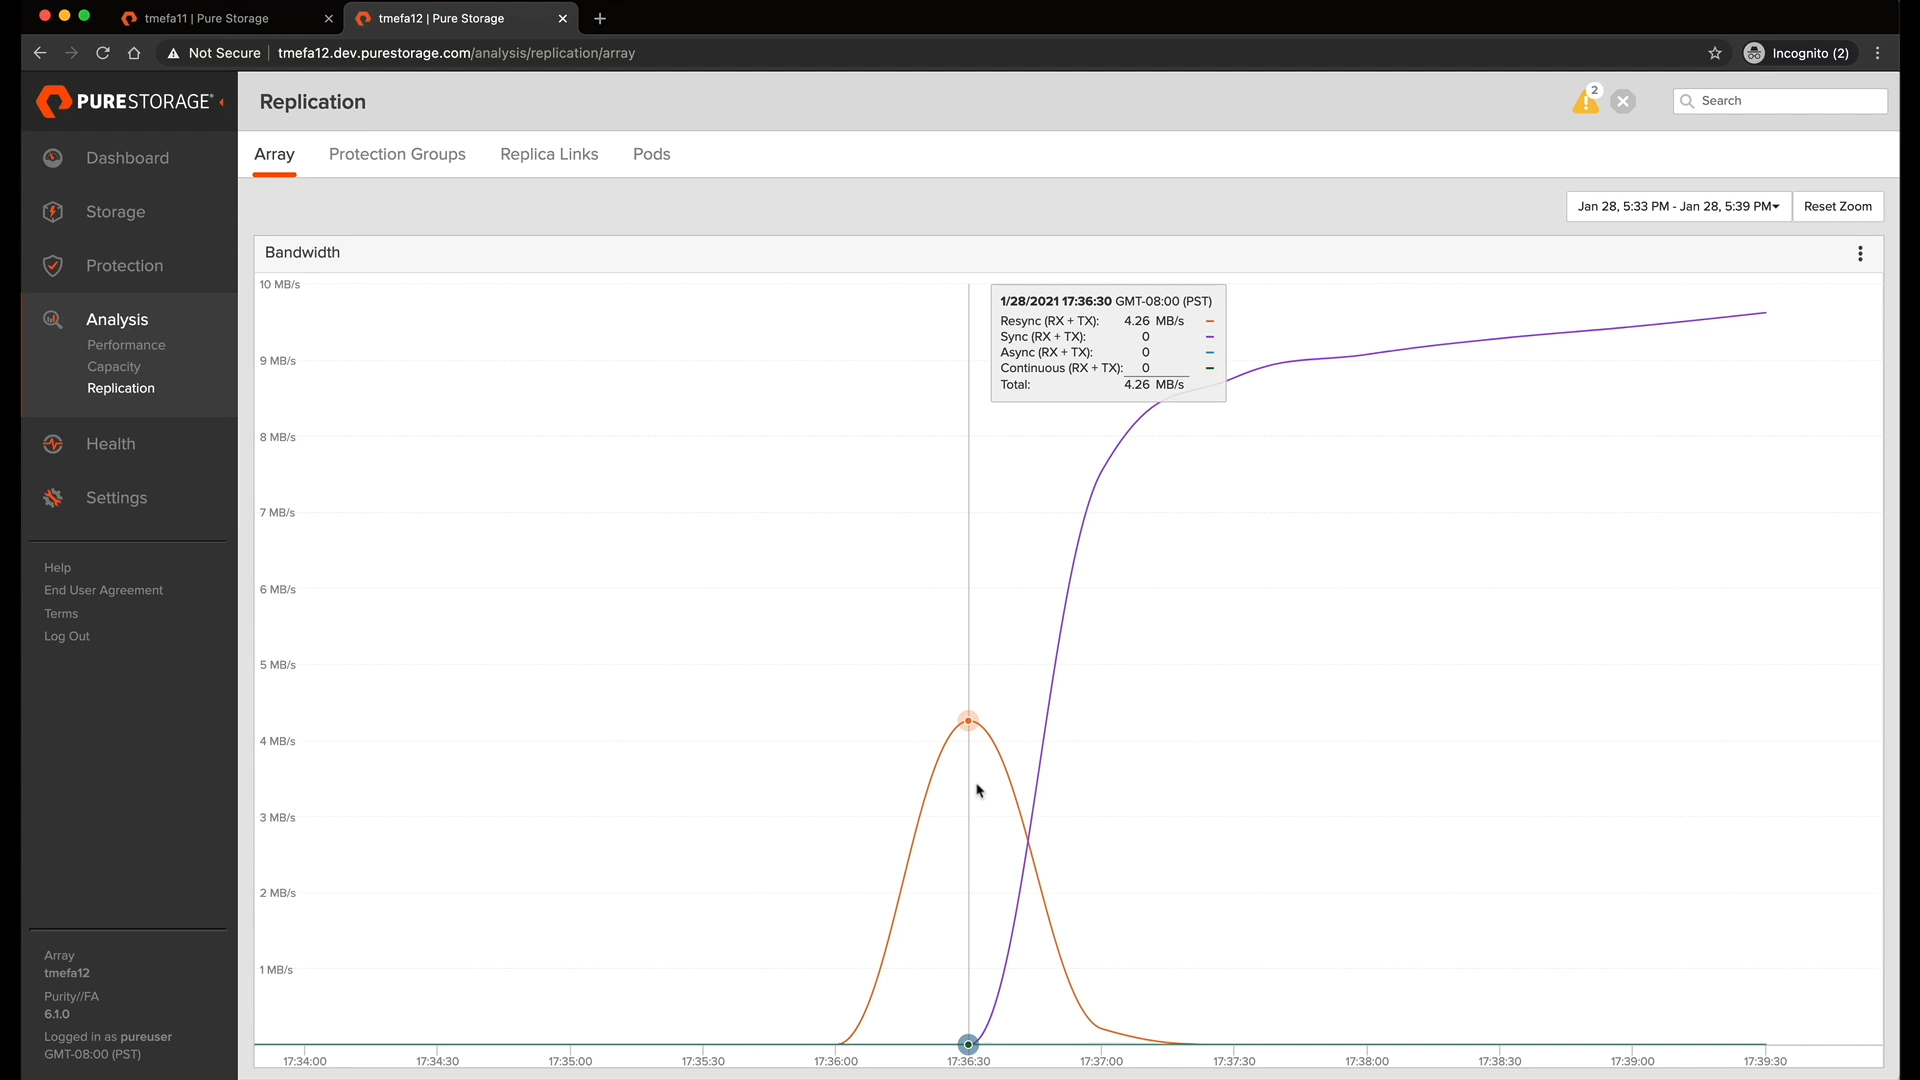 tmefa11 | Pure Storage
tmefa12 | Pure Storage
Not Secure | tmefa12.dev.purestorage.com/analysis/replication/array
Incognito (2)
PURESTORAGE®
Replication
2
Search
Dashboard
Storage
Protection
Analysis
Performance
Capacity
Replication
Health
Settings
Help
End User Agreement
Terms
Log Out
Array
tmefa12
Purity//FA
6.1.0
Logged in as pureuser
GMT-08:00 (PST)
Array Protection Groups Replica Links Pods
Jan 28, 5:33 PM - Jan 28, 5:39 PM
Reset Zoom
Bandwidth
10 MB/s
9 MB/s
8 MB/s
7 MB/s
6 MB/s
5 MB/s
4 MB/s
3 MB/s
2 MB/s
1 MB/s
1/28/2021 17:36:30 GMT-08:00 (PST)
Resync (RX + TX): 4.26 MB/s
Sync (RX + TX): 0
Async (RX + TX): 0
Continuous (RX + TX): 0
Total: 4.26 MB/s
17:34:00 17:34:30 17:35:00 17:35:30 17:36:00 17:36:30 17:37:00 17:37:30 17:38:00 17:38:30 17:39:00 17:39:30